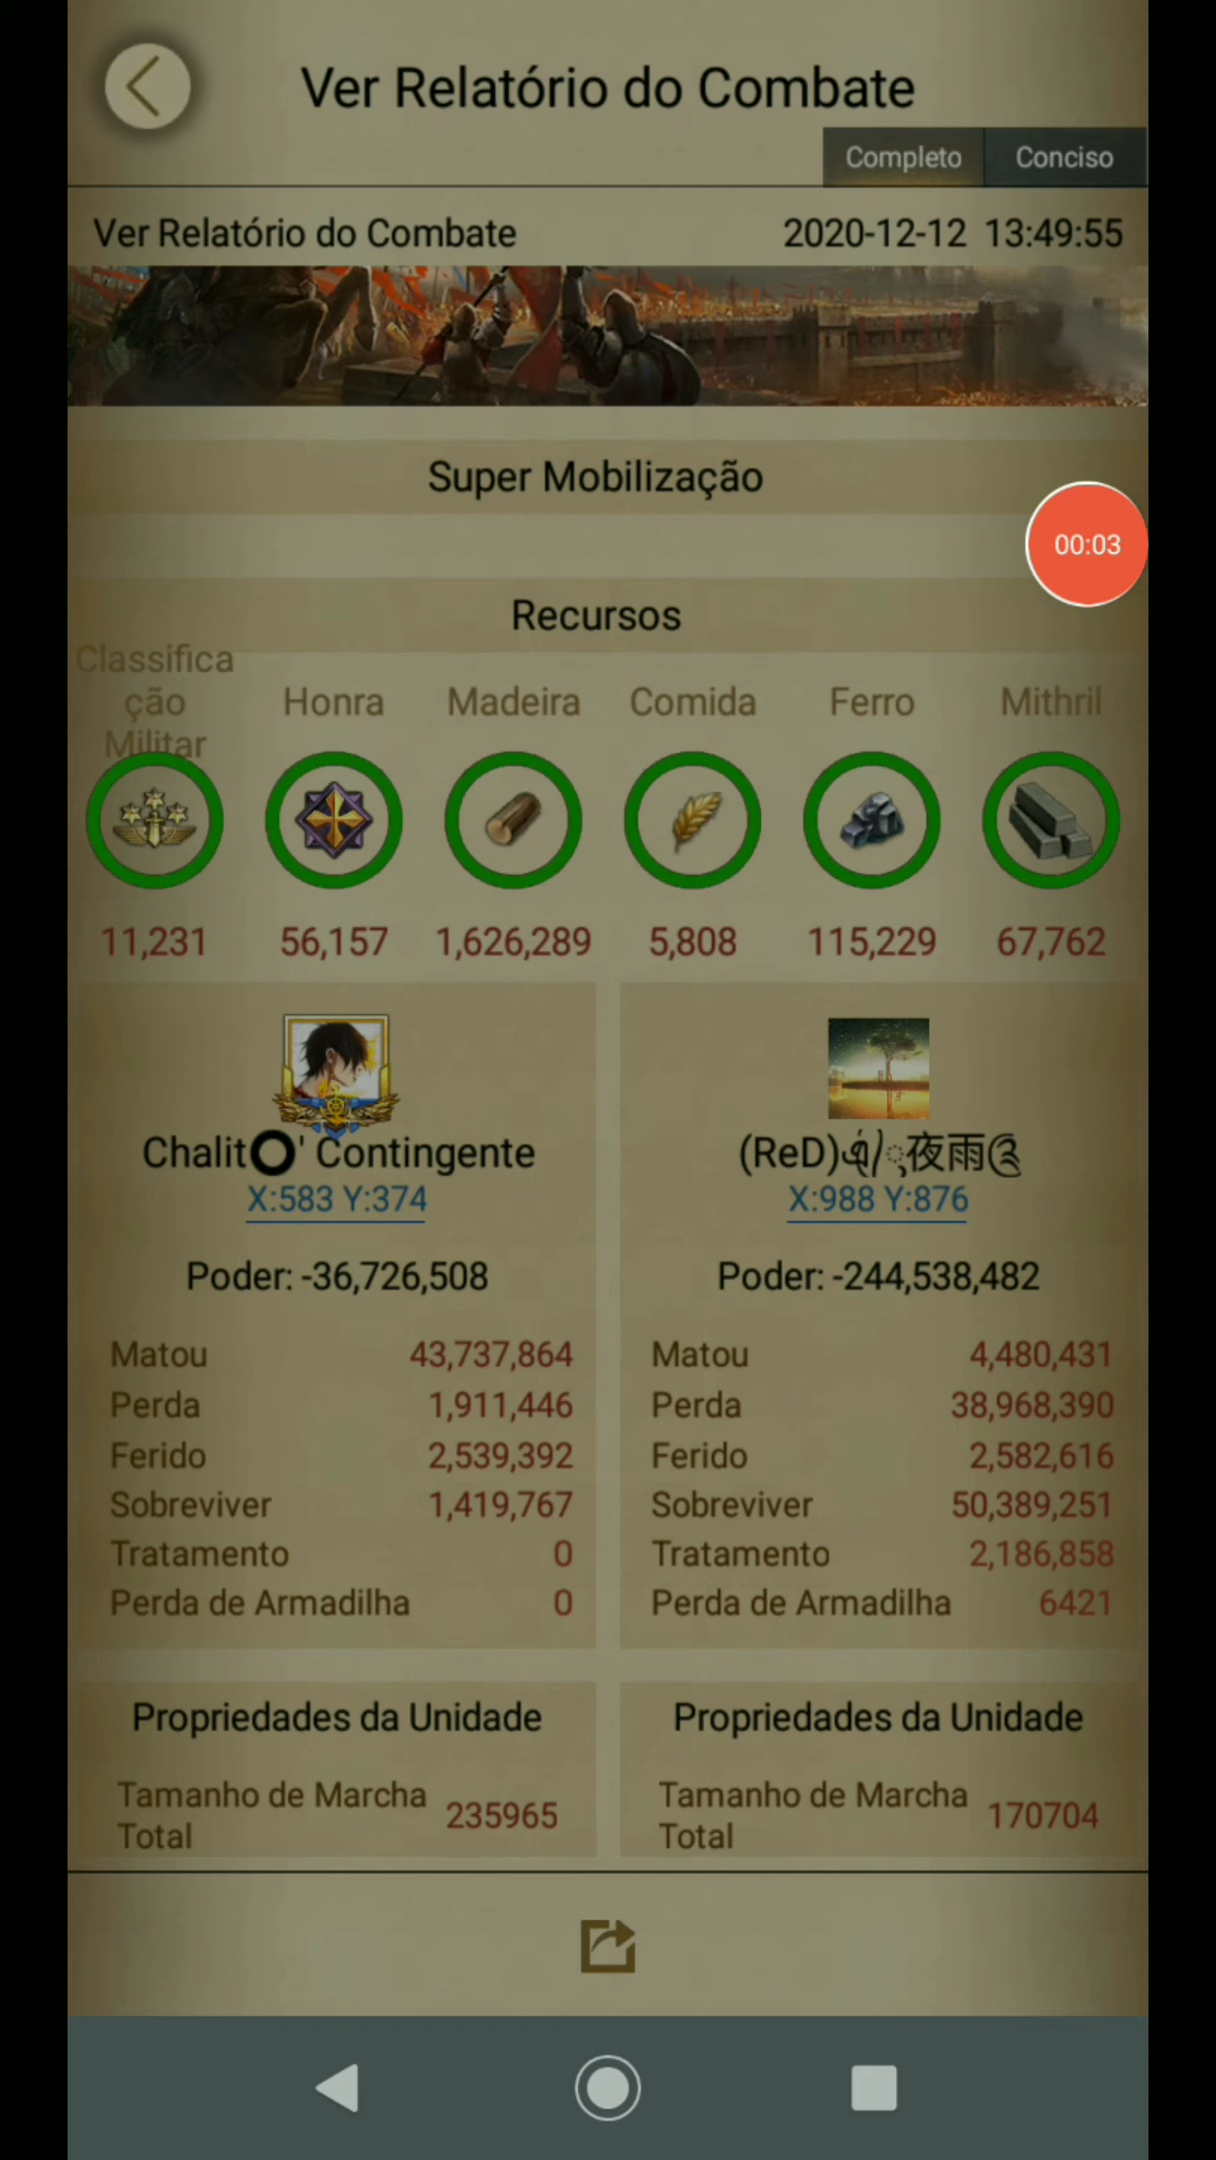 Ver Relatório do Combate
Completo
Conciso
Ver Relatório do Combate 2020-12-12 13:49:55
Super Mobilização
00:03
Recursos
Classifica
ção
Militar
Honra
Madeira
Comida
Ferro
Mithril
11,231
56,157
1,626,289
5,808
115,229
67,762
Chalit⭕' Contingente
X:583 Y:374
Poder: -36,726,508
Matou 43,737,864
Perda 1,911,446
Ferido 2,539,392
Sobreviver 1,419,767
Tratamento 0
Perda de Armadilha 0
(ReD) 夜雨
X:988 Y:876
Poder: -244,538,482
Matou 4,480,431
Perda 38,968,390
Ferido 2,582,616
Sobreviver 50,389,251
Tratamento 2,186,858
Perda de Armadilha 6421
Propriedades da Unidade
Tamanho de Marcha
Total
235965
Propriedades da Unidade
Tamanho de Marcha
Total
170704